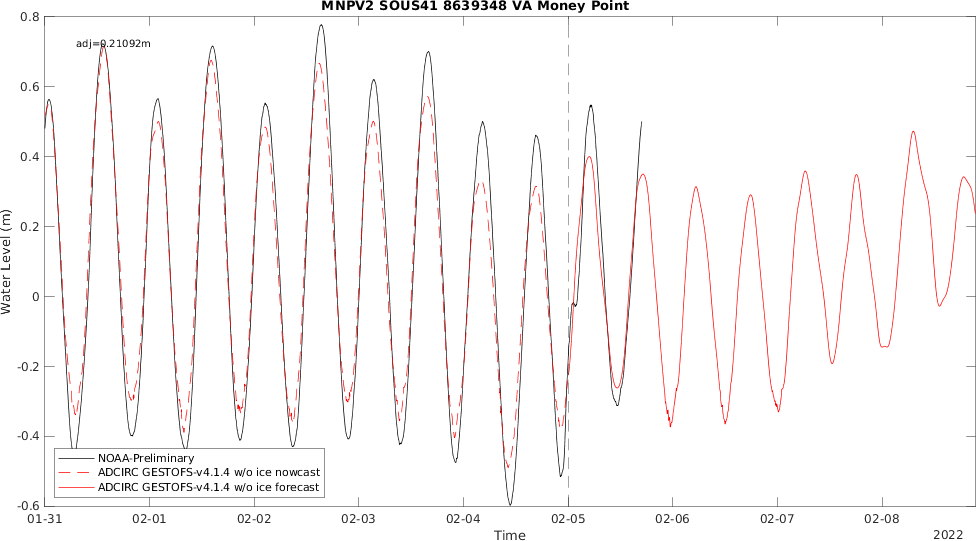 MNPV2 SOUS41 8639348 VA Money Point
adj=0.21092m
0.8
0.6
0.4
0.2
0
-0.2
-0.4
-0.6
Water Level (m)
NOAA-Preliminary
ADCIRC GESTOFS-v4.1.4 w/o ice nowcast
ADCIRC GESTOFS-v4.1.4 w/o ice forecast
01-31 02-01 02-02 02-03 02-04 02-05 02-06 02-07 02-08
Time
2022